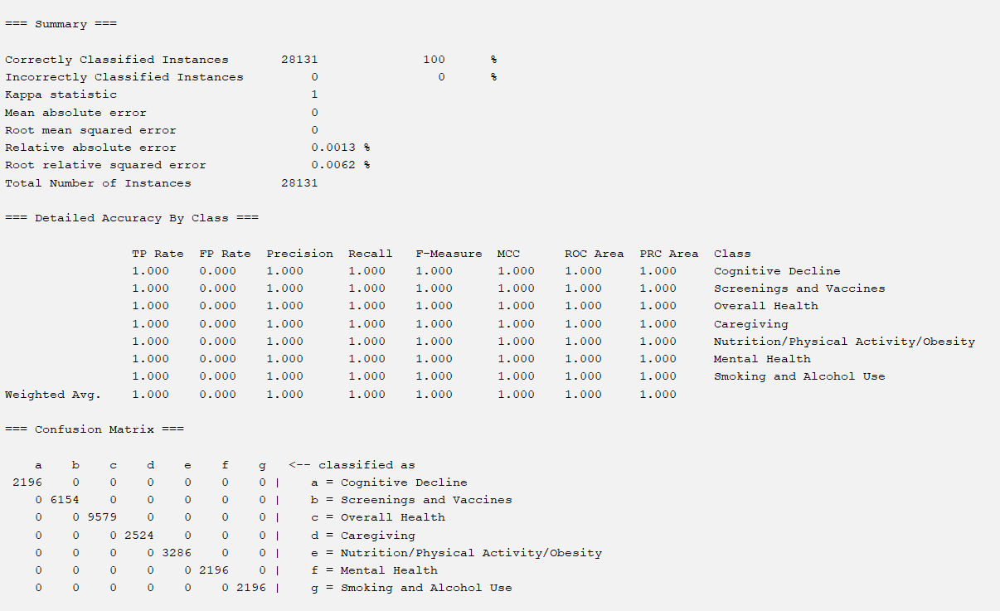 === Summary ===
Correctly Classified Instances 28131 100 %
Incorrectly Classified Instances 0 0 %
Kappa statistic 1
Mean absolute error 0
Root mean squared error 0
Relative absolute error 0.0013 %
Root relative squared error 0.0062 %
Total Number of Instances 28131
=== Detailed Accuracy By Class ===
TP Rate FP Rate Precision Recall F-Measure MCC ROC Area PRC Area Class
1.000 0.000 1.000 1.000 1.000 1.000 1.000 1.000 Cognitive Decline
1.000 0.000 1.000 1.000 1.000 1.000 1.000 1.000 Screenings and Vaccines
1.000 0.000 1.000 1.000 1.000 1.000 1.000 1.000 Overall Health
1.000 0.000 1.000 1.000 1.000 1.000 1.000 1.000 Caregiving
1.000 0.000 1.000 1.000 1.000 1.000 1.000 1.000 Nutrition/Physical Activity/Obesity
1.000 0.000 1.000 1.000 1.000 1.000 1.000 1.000 Mental Health
1.000 0.000 1.000 1.000 1.000 1.000 1.000 1.000 Smoking and Alcohol Use
Weighted Avg. 1.000 0.000 1.000 1.000 1.000 1.000 1.000 1.000
=== Confusion Matrix ===
a b c d e f g <-- classified as
2196 0 0 0 0 0 0 | a = Cognitive Decline
0 6154 0 0 0 0 0 | b = Screenings and Vaccines
0 0 9579 0 0 0 0 | c = Overall Health
0 0 0 2524 0 0 0 | d = Caregiving
0 0 0 0 3286 0 0 | e = Nutrition/Physical Activity/Obesity
0 0 0 0 0 2196 0 | f = Mental Health
0 0 0 0 0 0 2196 | g = Smoking and Alcohol Use